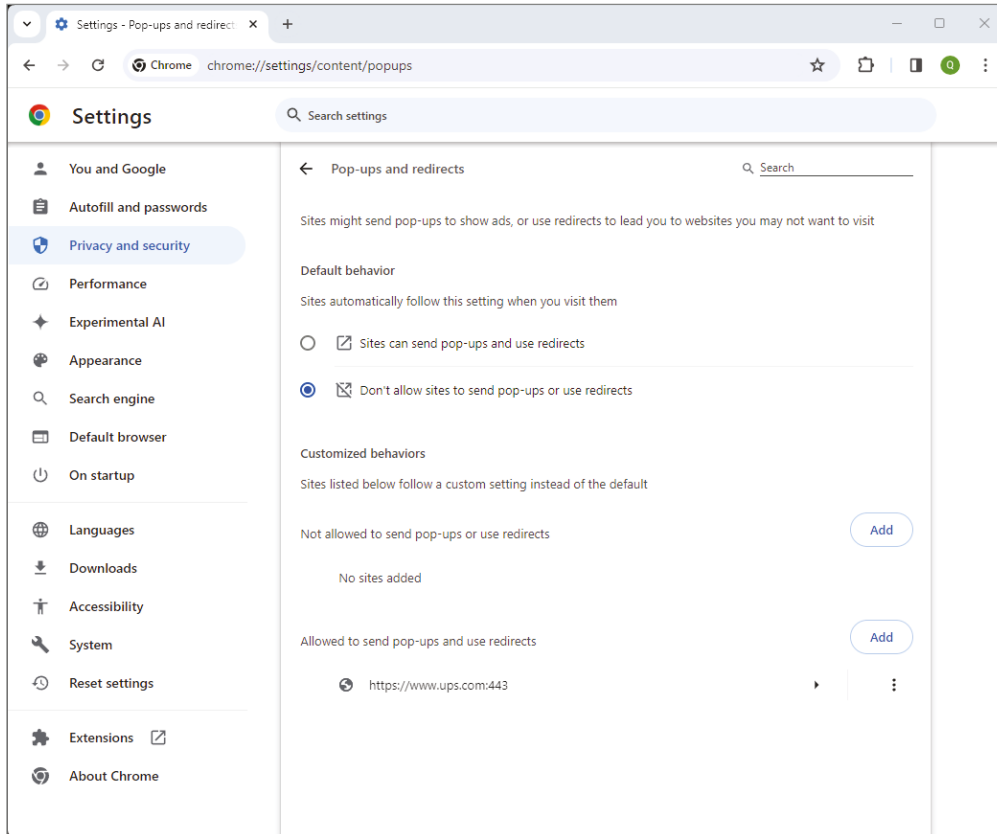 Settings - Pop-ups and redirect
Chrome
chrome://settings/content/popups
Q
Settings
Search settings
You and Google
Autofill and passwords
Privacy and security
Performance
Experimental AI
Appearance
Search engine
Default browser
On startup
Languages
Downloads
Accessibility
System
Reset settings
Extensions
About Chrome
Pop-ups and redirects
Search
Sites might send pop-ups to show ads, or use redirects to lead you to websites you may not want to visit
Default behavior
Sites automatically follow this setting when you visit them
Sites can send pop-ups and use redirects
Don't allow sites to send pop-ups or use redirects
Customized behaviors
Sites listed below follow a custom setting instead of the default
Not allowed to send pop-ups or use redirects
Add
No sites added
Allowed to send pop-ups and use redirects
Add
https://www.ups.com:443